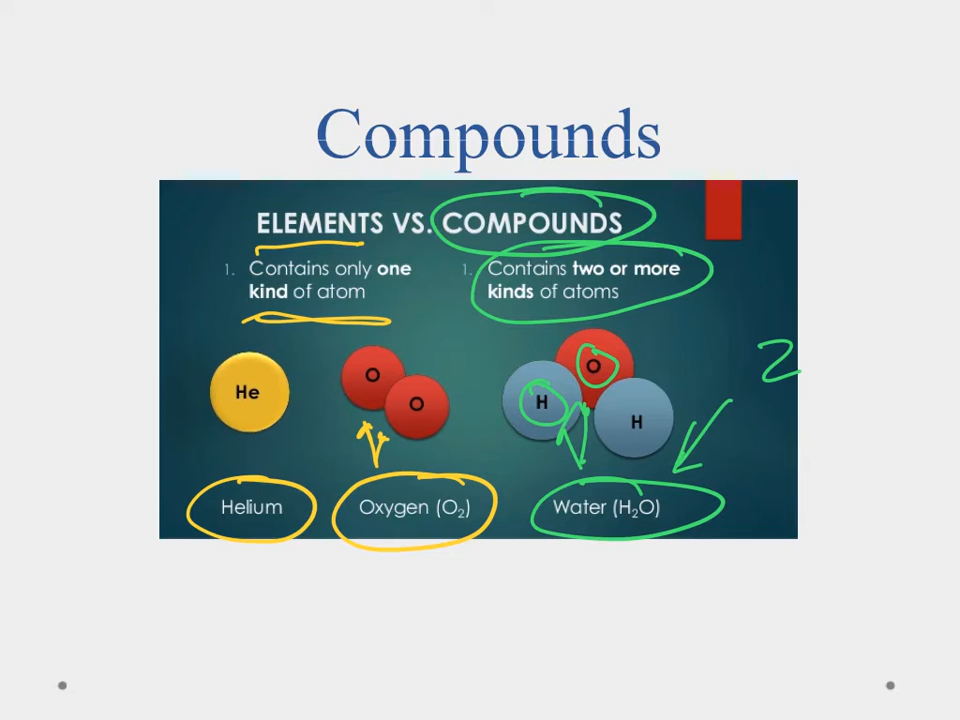 Compounds
ELEMENTS VS. COMPOUNDS
1. Contains only one
kind of atom
1. Contains two or more
kinds of atoms
He
O
O
O
H
H
2
Helium
Oxygen (O₂)
Water (H₂O)